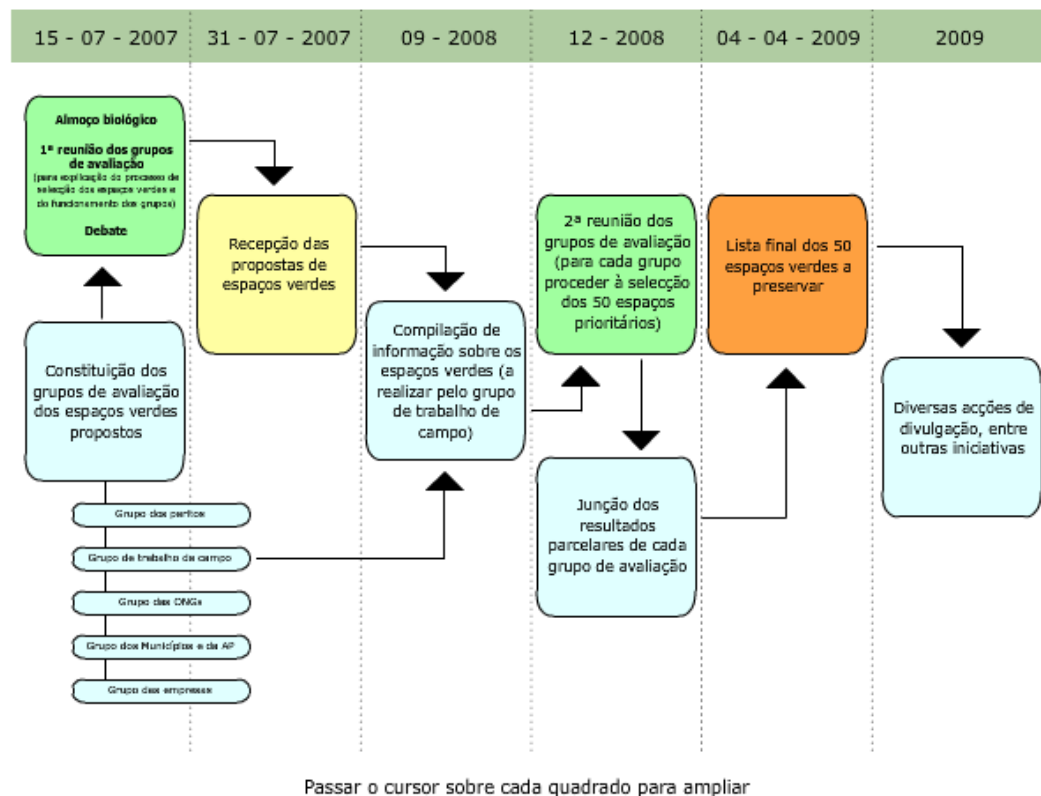 15 - 07 - 2007
31 - 07 - 2007
09 - 2008
12 - 2008
04 - 04 - 2009
2009
Almoço biológico
1ª reunião dos grupos
de avaliação
(para explicação do processo de
selecção dos espaços verdes e
do funcionamento dos grupos)
Debate
Constituição dos
grupos de avaliação
dos espaços verdes
propostos
Grupo dos peritos
Grupo de trabalho de campo
Grupo das ONGs
Grupo dos Municípios e da AP
Grupo das empresas
Recepção das
propostas de
espaços verdes
Compilação de
informação sobre os
espaços verdes (a
realizar pelo grupo
de trabalho de
campo)
2ª reunião dos
grupos de avaliação
(para cada grupo
proceder à selecção
dos 50 espaços
prioritários)
Junção dos
resultados
parcelares de cada
grupo de avaliação
Lista final dos 50
espaços verdes a
preservar
Diversas acções de
divulgação, entre
outras iniciativas
Passar o cursor sobre cada quadrado para ampliar